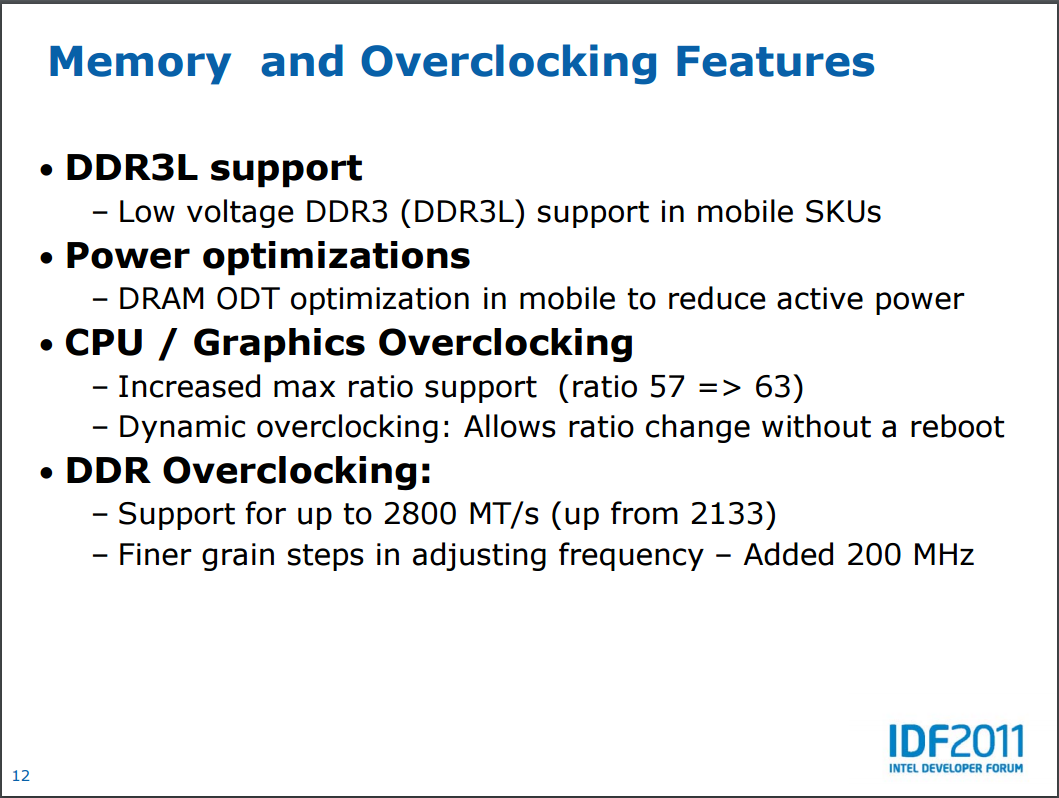 Memory  and Overclocking Features
• DDR3L support
– Low voltage DDR3 (DDR3L) support in mobile SKUs
• Power optimizations
– DRAM ODT optimization in mobile to reduce active power
• CPU / Graphics Overclocking
– Increased max ratio support  (ratio 57 => 63)
– Dynamic overclocking: Allows ratio change without a reboot
• DDR Overclocking:
– Support for up to 2800 MT/s (up from 2133)
– Finer grain steps in adjusting frequency – Added 200 MHz
IDF2011
INTEL DEVELOPER FORUM
12